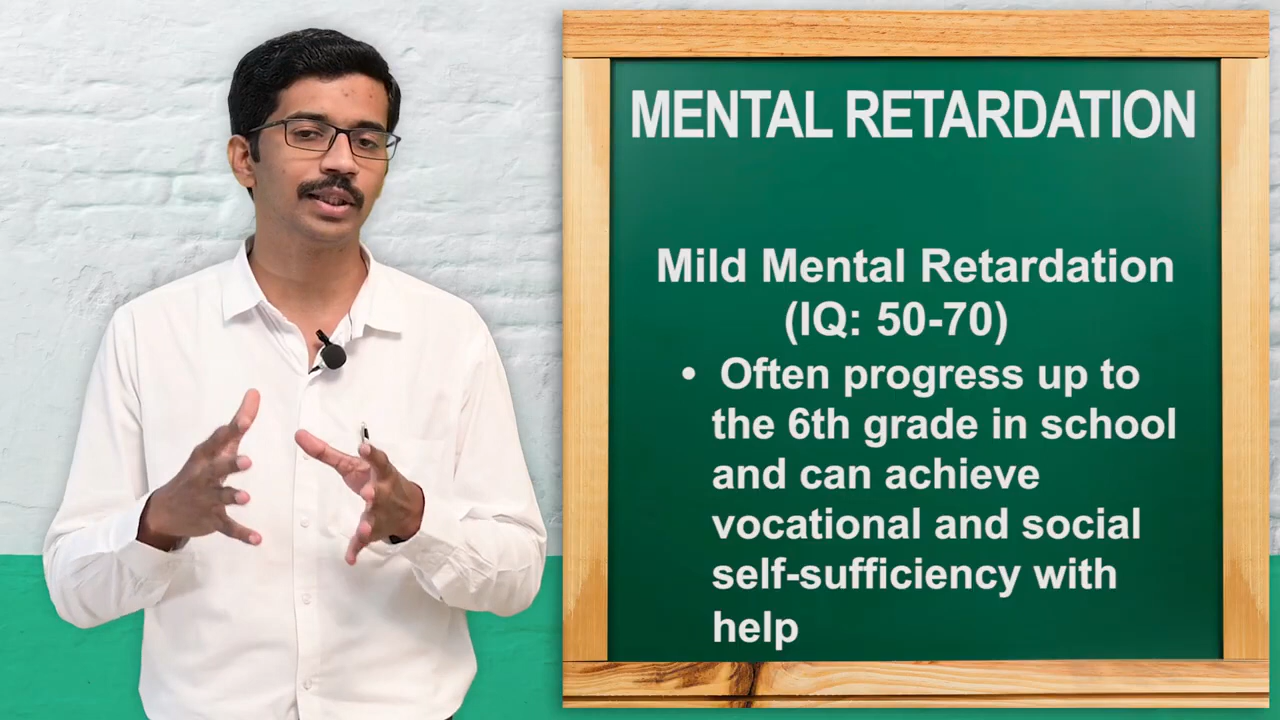 MENTAL RETARDATION
Mild Mental Retardation
(IQ: 50-70)
• Often progress up to
the 6th grade in school
and can achieve
vocational and social
self-sufficiency with
help